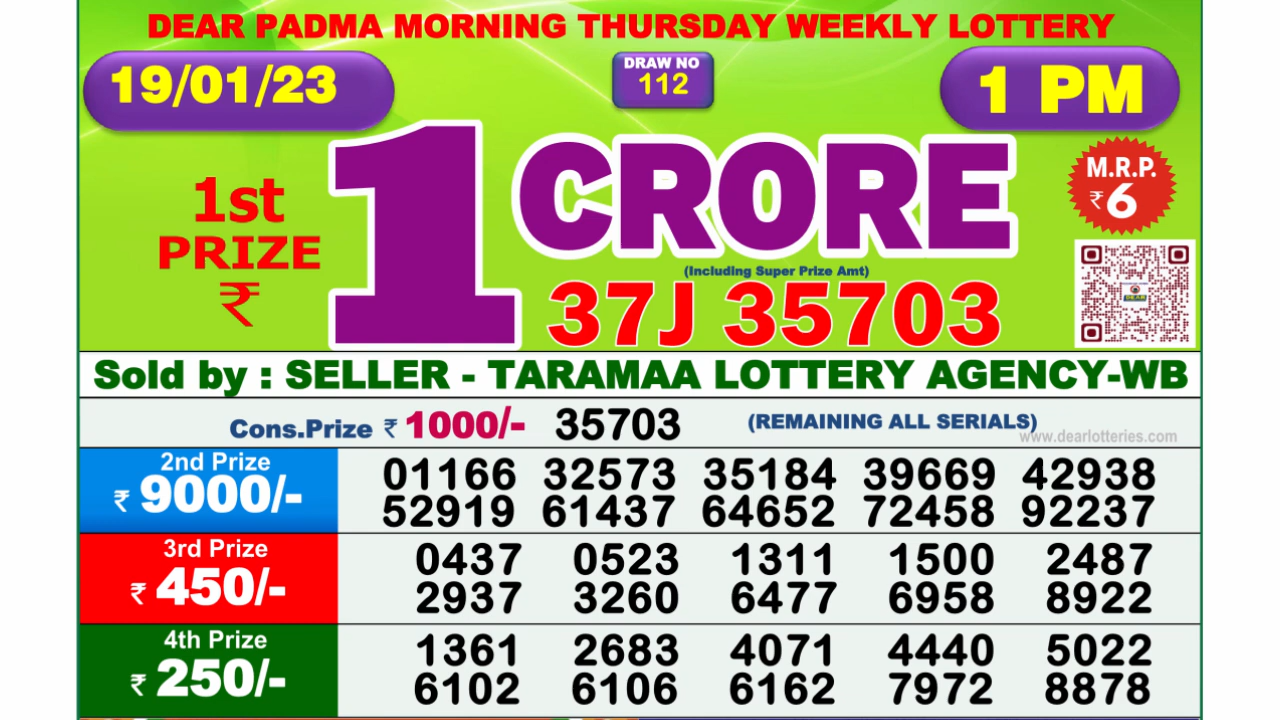 DEAR PADMA MORNING THURSDAY WEEKLY LOTTERY
19/01/23
DRAW NO
112
1 PM
1st
PRIZE
₹
1 CRORE
M.R.P.
₹6
(Including Super Prize Amt)
37J 35703
Sold by : SELLER - TARAMAA LOTTERY AGENCY-WB
Cons.Prize ₹ 1000/- 35703 (REMAINING ALL SERIALS)
www.dearlotteries.com
2nd Prize
₹ 9000/-
01166 32573 35184 39669 42938
52919 61437 64652 72458 92237
3rd Prize
₹ 450/-
0437 0523 1311 1500 2487
2937 3260 6477 6958 8922
4th Prize
₹ 250/-
1361 2683 4071 4440 5022
6102 6106 6162 7972 8878